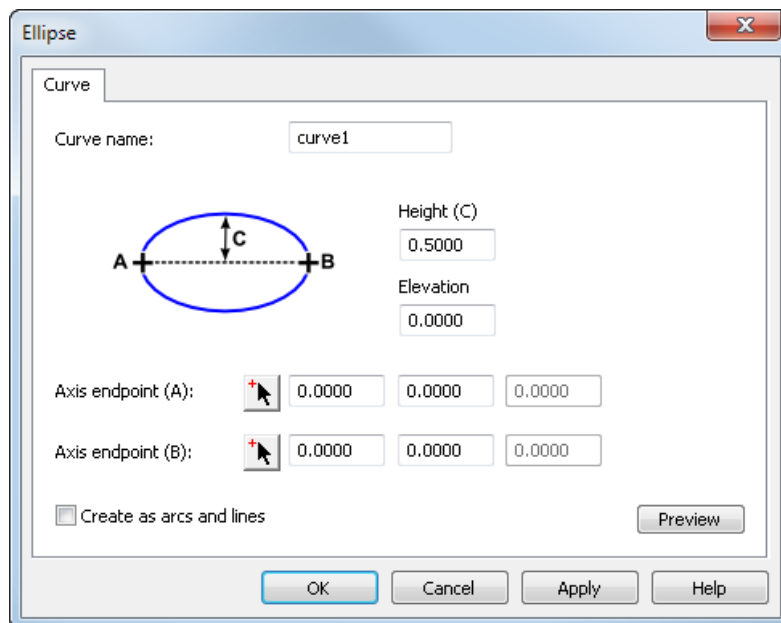 Ellipse
Curve
Curve name: curve1
Height (C)
C
0.5000
A B
Elevation
0.0000
Axis endpoint (A): 0.0000 0.0000 0.0000
Axis endpoint (B): 0.0000 0.0000 0.0000
Create as arcs and lines Preview
OK Cancel Apply Help